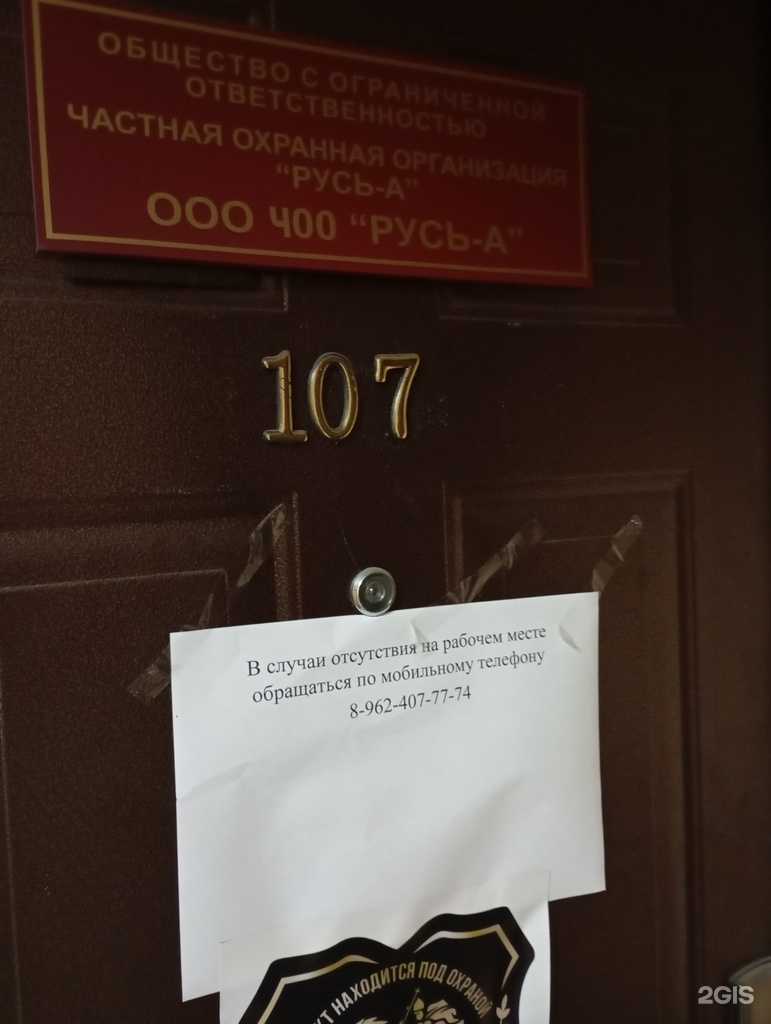 ОБЩЕСТВО С ОГРАНИЧЕННОЙ
ОТВЕТСТВЕННОСТЬЮ
ЧАСТНАЯ ОХРАННАЯ ОРГАНИЗАЦИЯ
“РУСЬ-А”
ООО ЧОО “РУСЬ-А”
107
В случаи отсутствия на рабочем месте
обращаться по мобильному телефону
8-962-407-77-74
НАХОДИТСЯ ПОД ОХРАНОЙ
2GIS